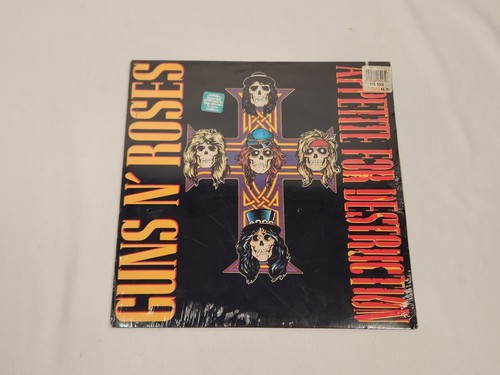 GUNS N' ROSES
APPETITE FOR DESTRUCTION